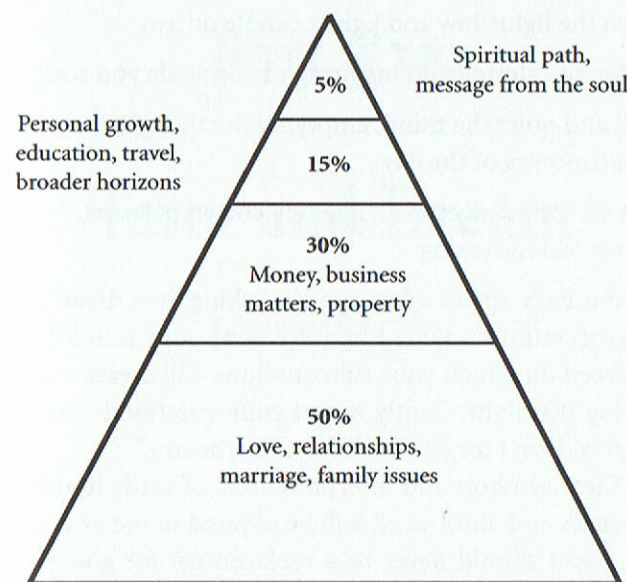 5%
Spiritual path,
message from the soul
Personal growth,
education, travel,
broader horizons
15%
30%
Money, business
matters, property
50%
Love, relationships,
marriage, family issues